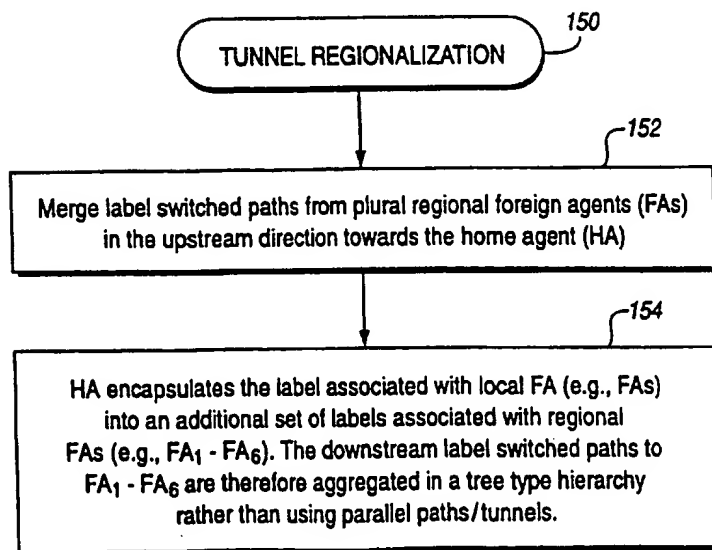 150
TUNNEL REGIONALIZATION
152
Merge label switched paths from plural regional foreign agents (FAs)
in the upstream direction towards the home agent (HA)
154
HA encapsulates the label associated with local FA (e.g., FAs)
into an additional set of labels associated with regional
FAs (e.g., FA₁ - FA₆). The downstream label switched paths to
FA₁ - FA₆ are therefore aggregated in a tree type hierarchy
rather than using parallel paths/tunnels.